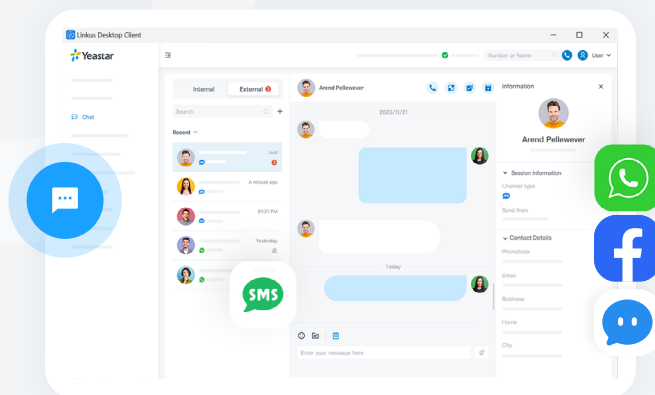 Linkus Desktop Client
Yeastar
Number or Name
User
Chat
Internal
External
Search
Recent
Just
A minute ago
01:21 PM
Yesterday
SMS
Arend Pellewever
2023/11/21
Today
Enter your message here
Information
Arend Pellewever
Session Information
Channel type
Send from
Contact Details
Phonebook
Email
Business
Home
City